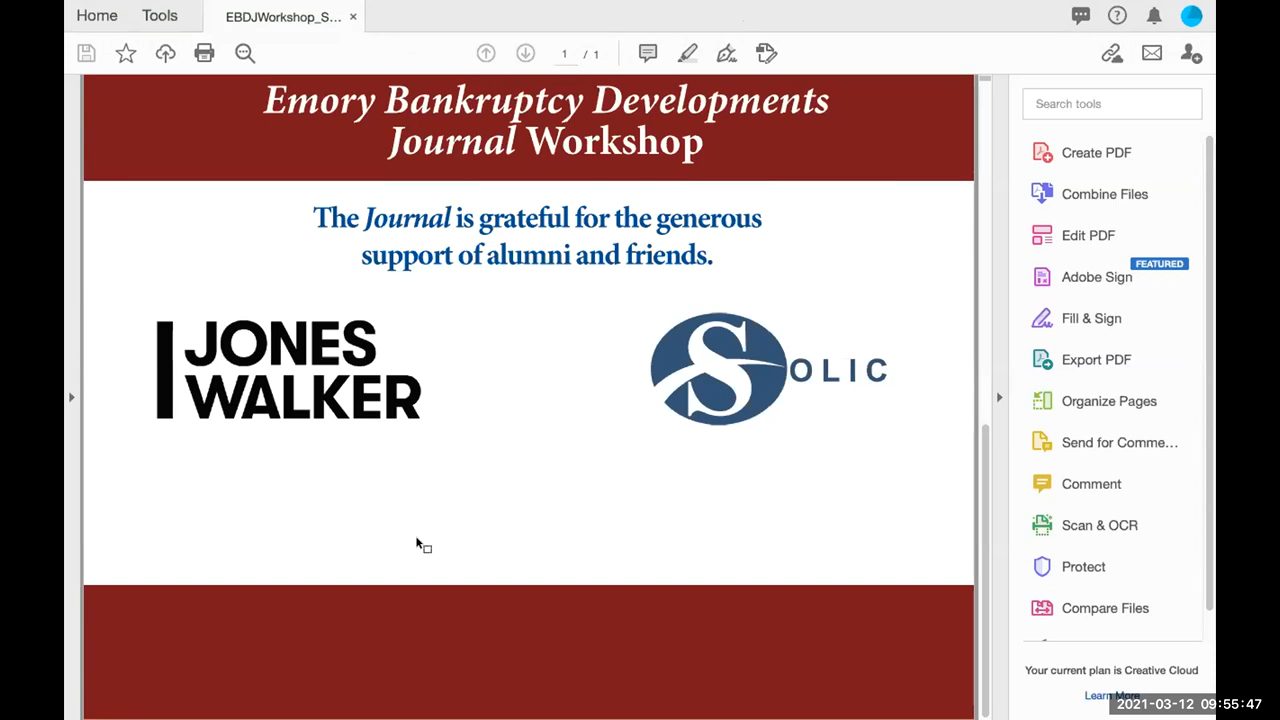 Home
Tools
EBDJWorkshop_S...
1 / 1
Emory Bankruptcy Developments
Journal Workshop
The Journal is grateful for the generous
support of alumni and friends.
JONES
WALKER
SOLIC
Search tools
Create PDF
Combine Files
Edit PDF
FEATURED
Adobe Sign
Fill & Sign
Export PDF
Organize Pages
Send for Comme...
Comment
Scan & OCR
Protect
Compare Files
Your current plan is Creative Cloud
Learn More
2021-03-12 09:55:47